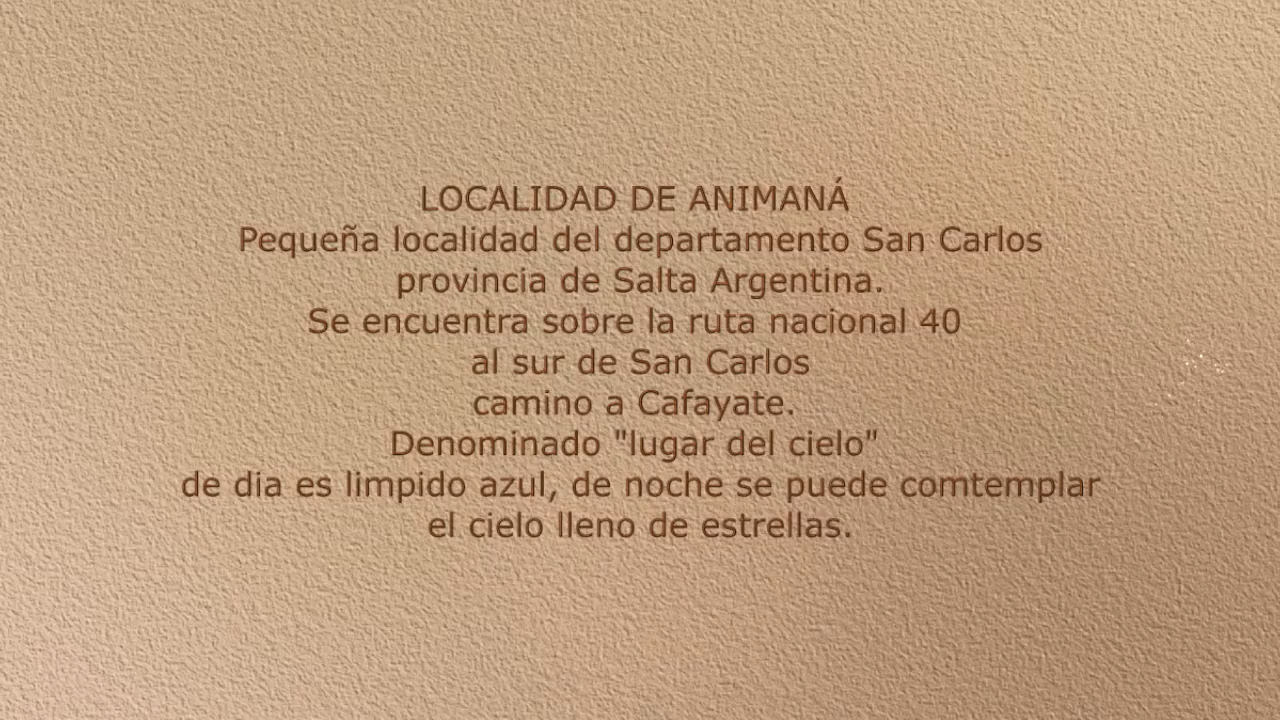 LOCALIDAD DE ANIMANÁ
Pequeña localidad del departamento San Carlos
provincia de Salta Argentina.
Se encuentra sobre la ruta nacional 40
al sur de San Carlos
camino a Cafayate.
Denominado "lugar del cielo"
de dia es limpido azul, de noche se puede comtemplar
el cielo lleno de estrellas.